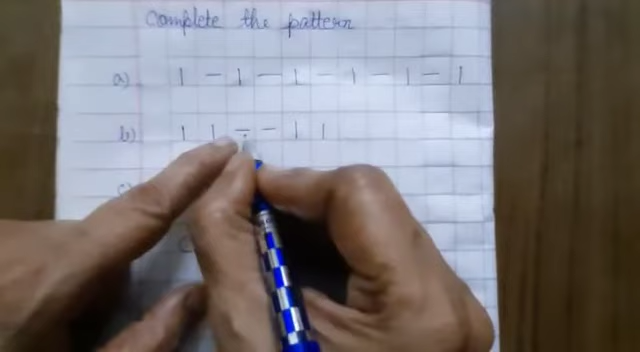 Complete the pattern
a) | - | - | - | - | - |
b) | | - - | |
c)